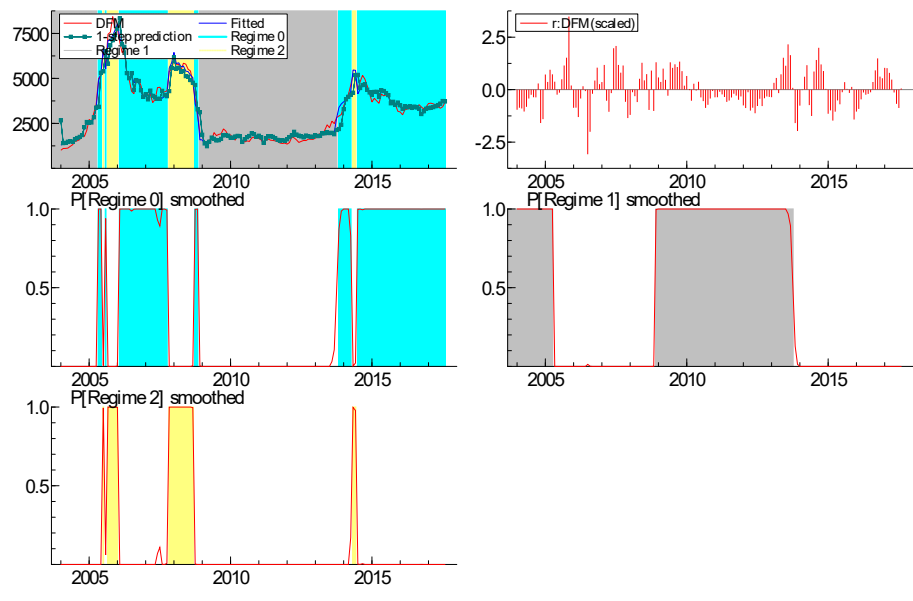 DFM Fitted
1-step prediction Regime 0
Regime 1 Regime 2
7500
5000
2500
2005 2010 2015
r:DFM (scaled)
2.5
0.0
-2.5
2005 2010 2015
P[Regime 0] smoothed
1.0
0.5
2005 2010 2015
P[Regime 1] smoothed
1.0
0.5
2005 2010 2015
P[Regime 2] smoothed
1.0
0.5
2005 2010 2015